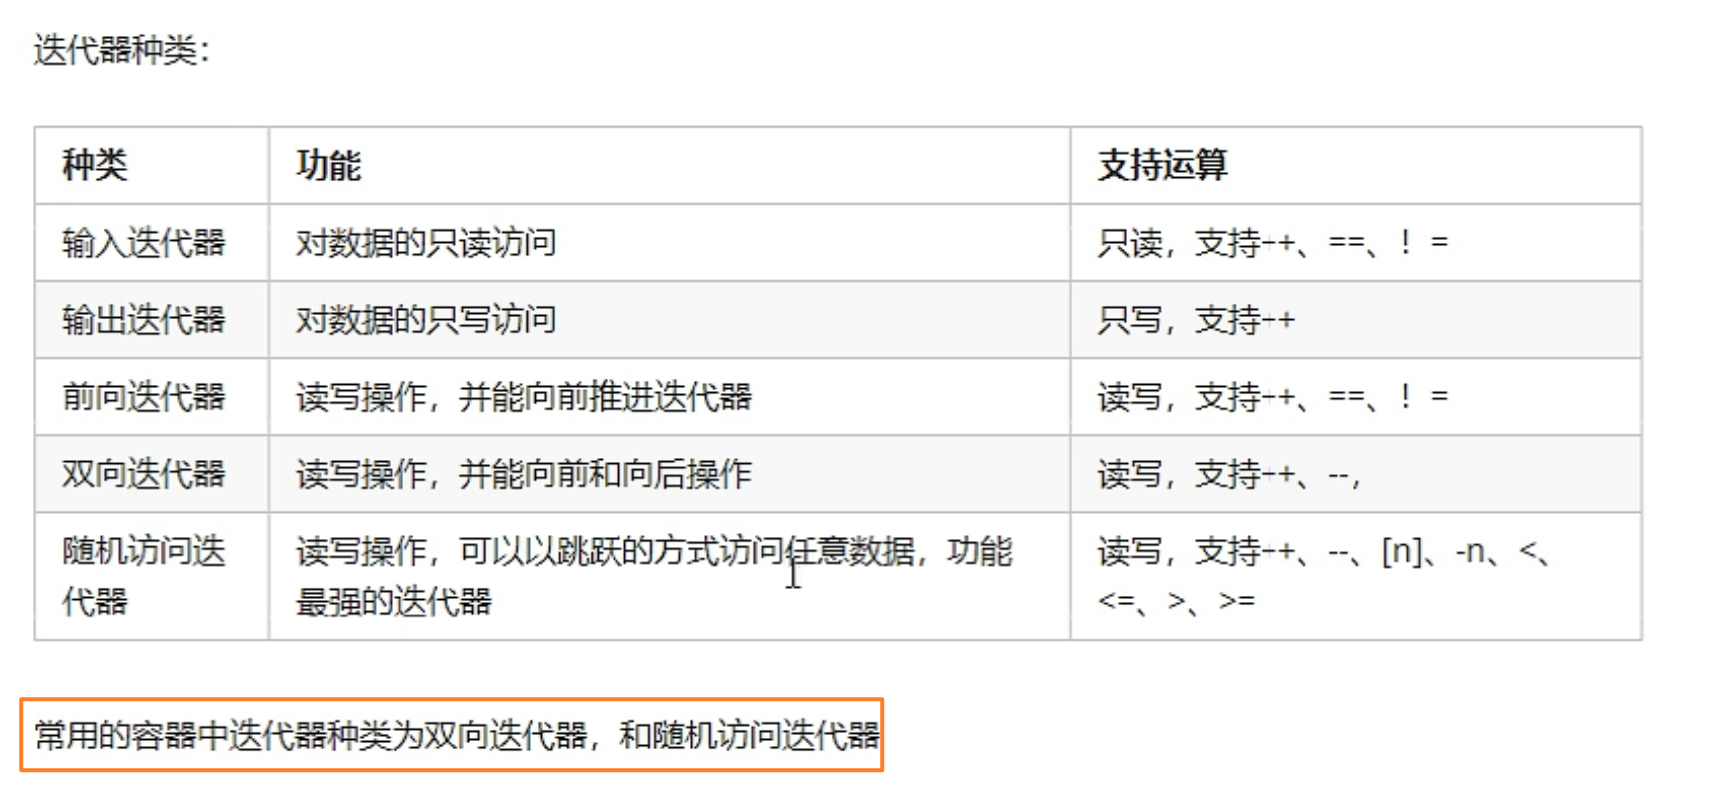 迭代器种类：
种类 功能 支持运算
输入迭代器 对数据的只读访问 只读，支持++、==、！=
输出迭代器 对数据的只写访问 只写，支持++
前向迭代器 读写操作，并能向前推进迭代器 读写，支持++、==、！=
双向迭代器 读写操作，并能向前和向后操作 读写，支持++、--，
随机访问迭 读写操作，可以以跳跃的方式访问任意数据，功能 读写，支持++、--、[n]、-n、<、
代器 最强的迭代器 <=、>、>=
常用的容器中迭代器种类为双向迭代器，和随机访问迭代器